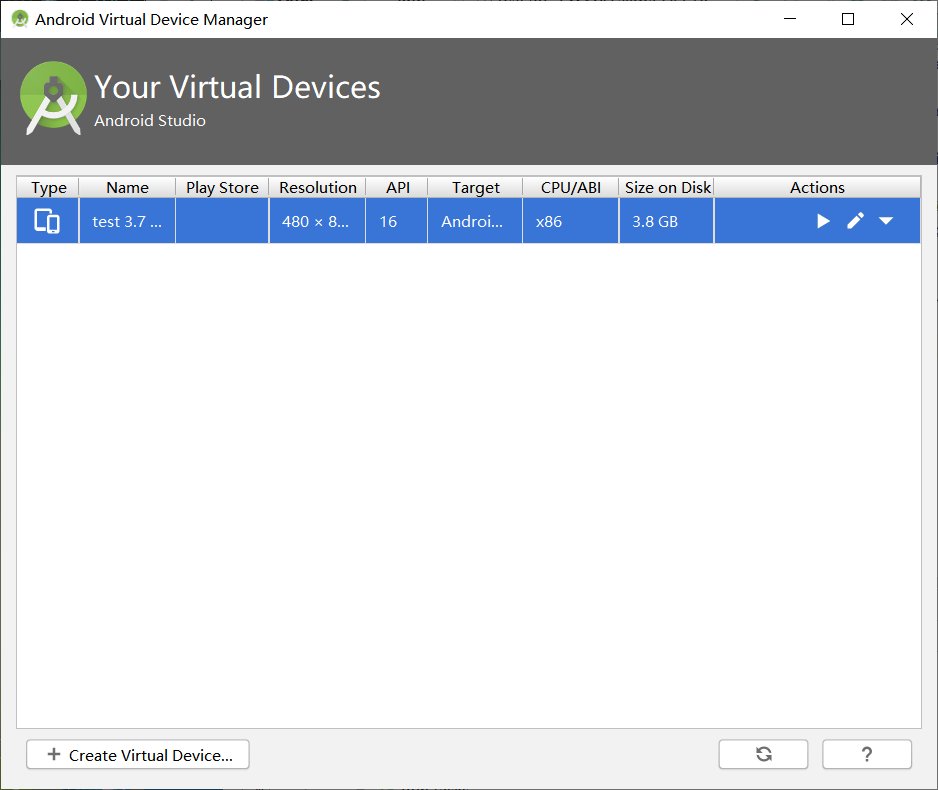 Android Virtual Device Manager
Your Virtual Devices
Android Studio
Type Name Play Store Resolution API Target CPU/ABI Size on Disk Actions
test 3.7 ... 480 × 8... 16 Androi... x86 3.8 GB
+ Create Virtual Device... ?